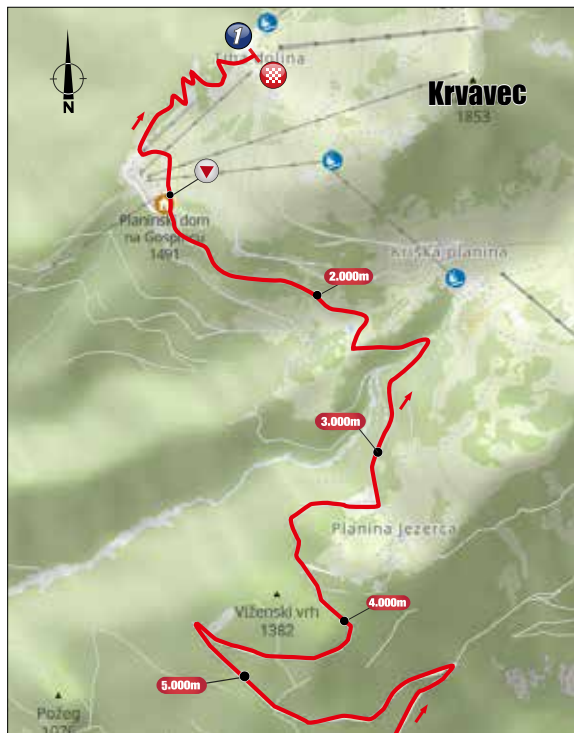 1
Krvavec
1853
N
Planinski dom
na Gospincu
1491
Kriška planina
2.000m
3.000m
Planina Jezerca
4.000m
Viženski vrh
1382
5.000m
Požeg